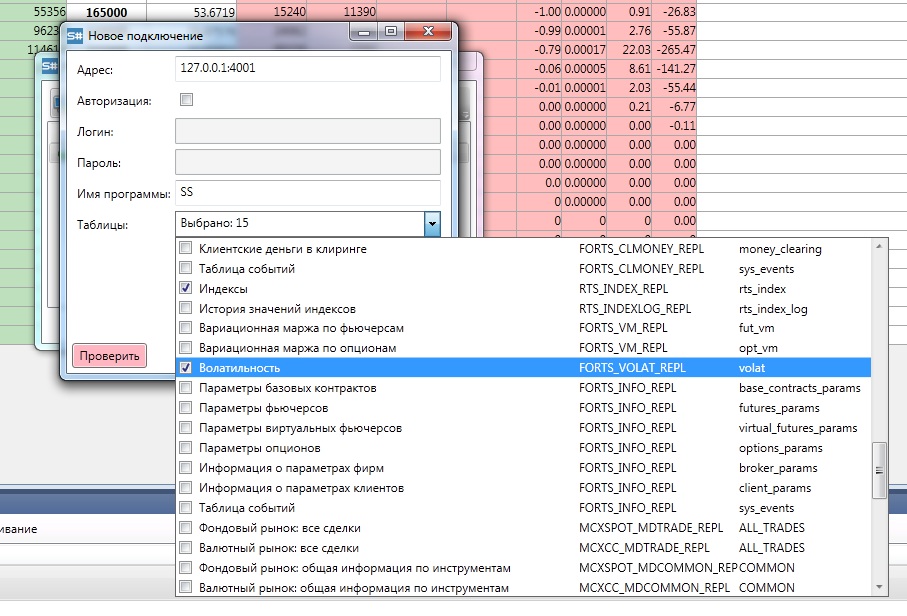 55356 165000 53.6719 15240 11390 -1.00 0.00000 0.91 -26.83
9623 -0.99 0.00001 2.76 -55.87
11461 -0.79 0.00017 22.03 -265.47
-0.06 0.00005 8.61 -141.27
-0.01 0.00001 2.03 -55.44
0.00 0.00000 0.21 -6.77
0.00 0.00000 0.00 -0.11
0.00 0.00000 0.00 0.00
0.00 0.00000 0.00 0.00
0.0 0.00000 0.00 0.00
0 0.00000 0.00 0.00
0 0 0 0.00
S# Новое подключение
S#
Адрес: 127.0.0.1:4001
Авторизация:
Логин:
Пароль:
Имя программы: SS
Таблицы: Выбрано: 15
Проверить
Клиентские деньги в клиринге FORTS_CLMONEY_REPL money_clearing
Таблица событий FORTS_CLMONEY_REPL sys_events
Индексы RTS_INDEX_REPL rts_index
История значений индексов RTS_INDEXLOG_REPL rts_index_log
Вариационная маржа по фьючерсам FORTS_VM_REPL fut_vm
Вариационная маржа по опционам FORTS_VM_REPL opt_vm
Волатильность FORTS_VOLAT_REPL volat
Параметры базовых контрактов FORTS_INFO_REPL base_contracts_params
Параметры фьючерсов FORTS_INFO_REPL futures_params
Параметры виртуальных фьючерсов FORTS_INFO_REPL virtual_futures_params
Параметры опционов FORTS_INFO_REPL options_params
Информация о параметрах фирм FORTS_INFO_REPL broker_params
Информация о параметрах клиентов FORTS_INFO_REPL client_params
Таблица событий FORTS_INFO_REPL sys_events
Фондовый рынок: все сделки MCXSPOT_MDTRADE_REPL ALL_TRADES
Валютный рынок: все сделки MCXCC_MDTRADE_REPL ALL_TRADES
Фондовый рынок: общая информация по инструментам MCXSPOT_MDCOMMON_REP COMMON
Валютный рынок: общая информация по инструментам MCXCC_MDCOMMON_REPL COMMON
ивание